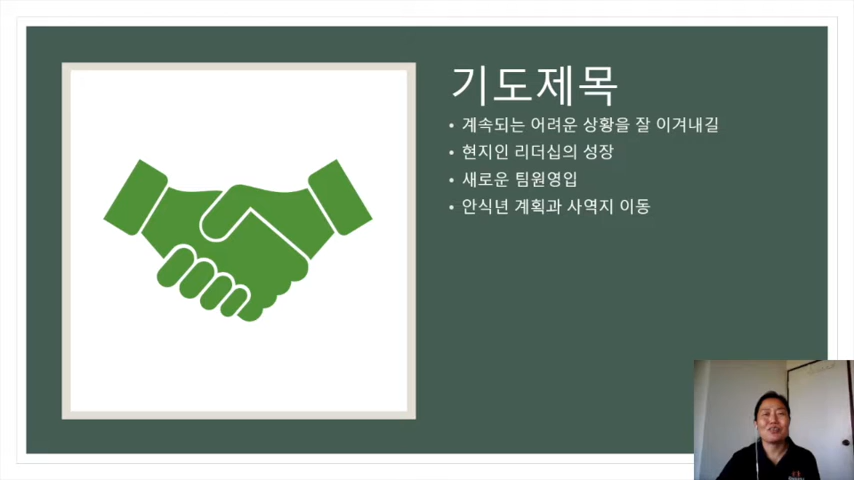 기도제목
• 계속되는 어려운 상황을 잘 이겨내길
• 현지인 리더십의 성장
• 새로운 팀원영입
• 안식년 계획과 사역지 이동